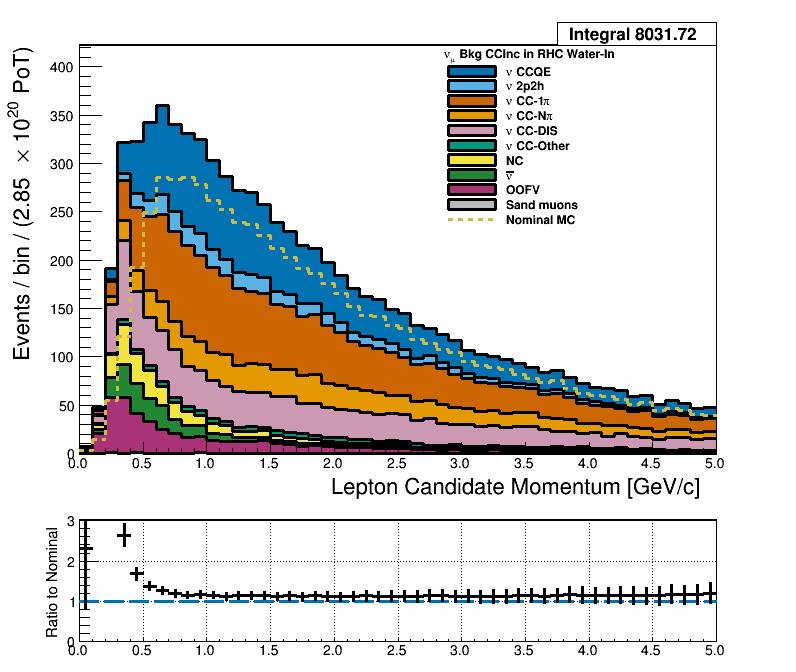 Integral 8031.72
ν μ Bkg CCInc in RHC Water-In
ν CCQE
ν 2p2h
ν CC-1π
ν CC-Nπ
ν CC-DIS
ν CC-Other
NC
ν̅
OOFV
Sand muons
Nominal MC
Events / bin / (2.85 × 10²⁰ PoT)
400
350
300
250
200
150
100
50
0
0.0 0.5 1.0 1.5 2.0 2.5 3.0 3.5 4.0 4.5 5.0
Lepton Candidate Momentum [GeV/c]
Ratio to Nominal
3
2
1
0
0.0 0.5 1.0 1.5 2.0 2.5 3.0 3.5 4.0 4.5 5.0